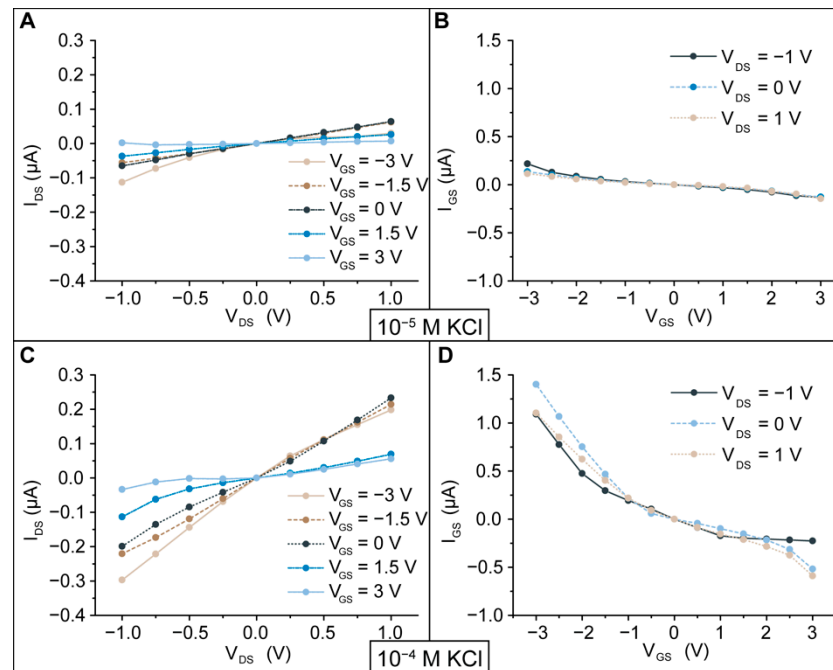 A
0.3
0.2
0.1
0.0
−0.1
−0.2
−0.3
−0.4
I_DS (μA)
V_GS = −3 V
V_GS = −1.5 V
V_GS = 0 V
V_GS = 1.5 V
V_GS = 3 V
−1.0 −0.5 0.0 0.5 1.0
V_DS (V)
B
1.5
1.0
0.5
0.0
−0.5
−1.0
I_GS (μA)
V_DS = −1 V
V_DS = 0 V
V_DS = 1 V
−3 −2 −1 0 1 2 3
V_GS (V)
10⁻⁵ M KCl
C
0.3
0.2
0.1
0.0
−0.1
−0.2
−0.3
−0.4
I_DS (μA)
V_GS = −3 V
V_GS = −1.5 V
V_GS = 0 V
V_GS = 1.5 V
V_GS = 3 V
−1.0 −0.5 0.0 0.5 1.0
V_DS (V)
D
1.5
1.0
0.5
0.0
−0.5
−1.0
I_GS (μA)
V_DS = −1 V
V_DS = 0 V
V_DS = 1 V
−3 −2 −1 0 1 2 3
V_GS (V)
10⁻⁴ M KCl